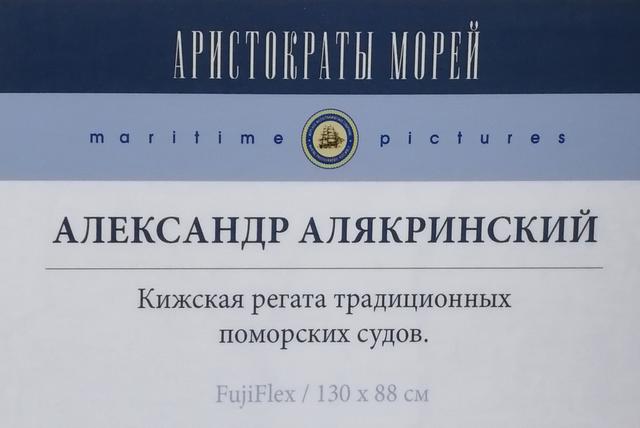 АРИСТОКРАТЫ МОРЕЙ
maritime pictures
АЛЕКСАНДР АЛЯКРИНСКИЙ
Кижская регата традиционных
поморских судов.
FujiFlex / 130 x 88 см